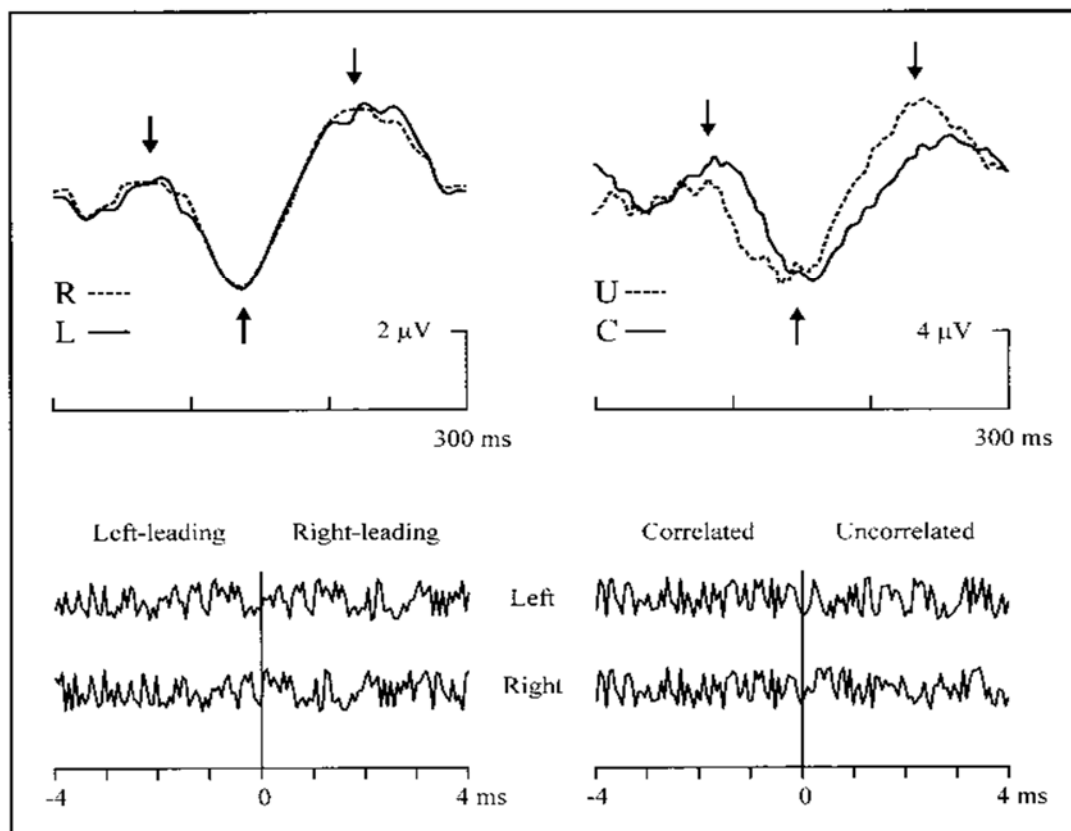 R
L
2 μV
300 ms
U
C
4 μV
300 ms
Left-leading Right-leading
Correlated Uncorrelated
Left
Right
-4 0 4 ms
-4 0 4 ms